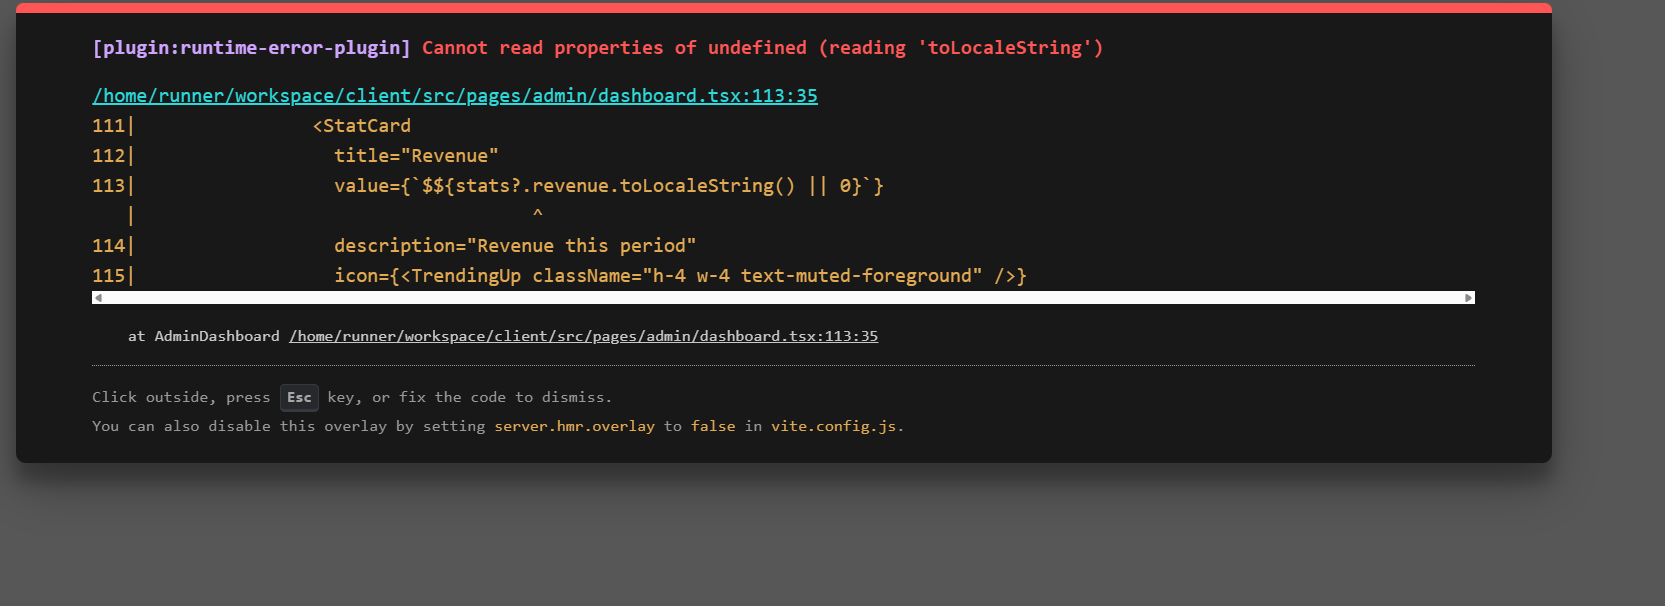 [plugin:runtime-error-plugin] Cannot read properties of undefined (reading 'toLocaleString')
/home/runner/workspace/client/src/pages/admin/dashboard.tsx:113:35
111|                <StatCard
112|                  title="Revenue"
113|                  value={`$${stats?.revenue.toLocaleString() || 0}`}
   |                                    ^
114|                  description="Revenue this period"
115|                  icon={<TrendingUp className="h-4 w-4 text-muted-foreground" />}
at AdminDashboard /home/runner/workspace/client/src/pages/admin/dashboard.tsx:113:35
Click outside, press Esc key, or fix the code to dismiss.
You can also disable this overlay by setting server.hmr.overlay to false in vite.config.js.